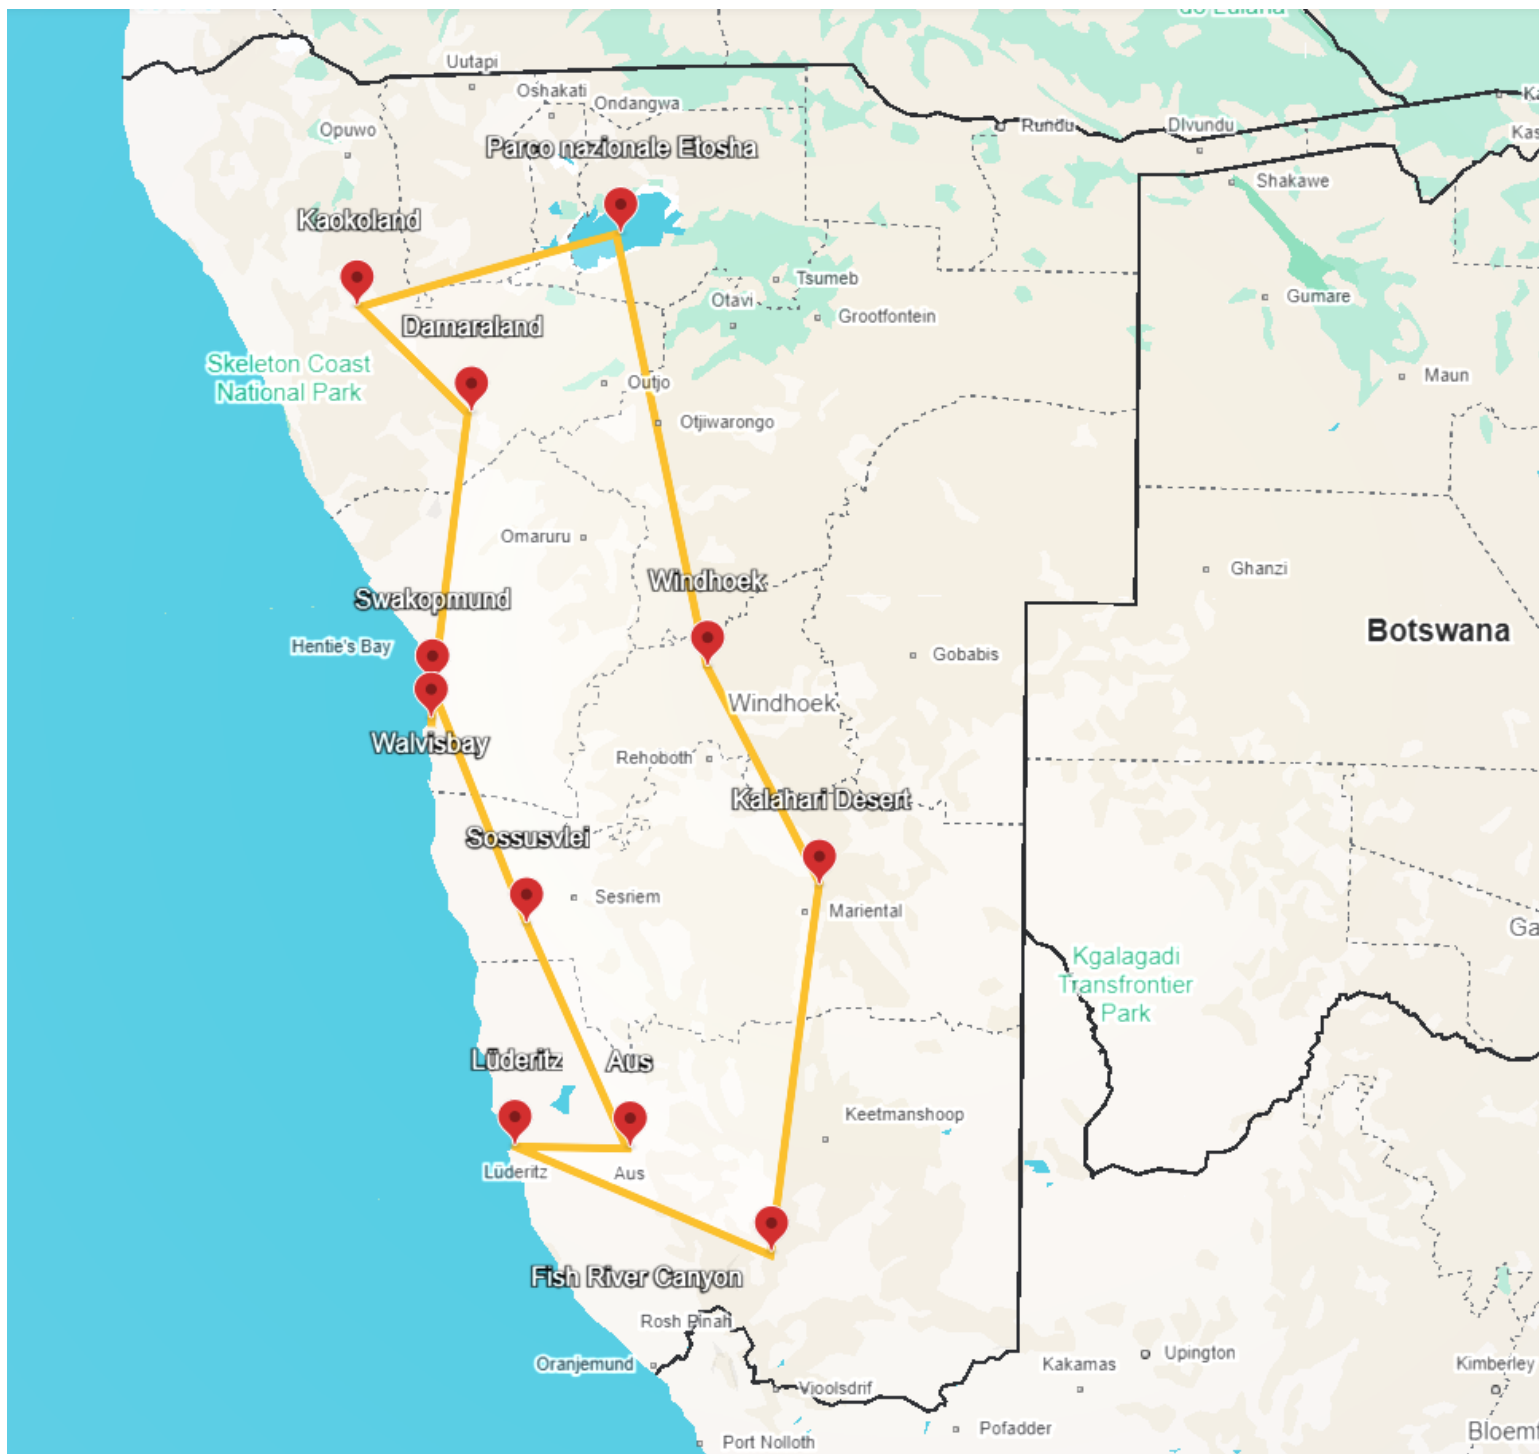 Uutapi
Oshakati
Ondangwa
Opuwo
Parco nazionale Etosha
Rundu
Divundu
Shakawe
Kaokoland
Tsumeb
Otavi
Grootfontein
Gumare
Damaraland
Skeleton Coast
National Park
Outjo
Maun
Otjiwarongo
Omaruru
Ghanzi
Windhoek
Swakopmund
Botswana
Hentie's Bay
Gobabis
Windhoek
Walvisbay
Rehoboth
Kalahari Desert
Sossusvlei
Sesriem
Mariental
Ga
Kgalagadi
Transfrontier
Park
Lüderitz
Aus
Keetmanshoop
Lüderitz
Aus
Fish River Canyon
Rosh Pinah
Oranjemund
Kakamas
Upington
Kimberley
Vioolsdrif
Pofadder
Bloemf
Port Nolloth